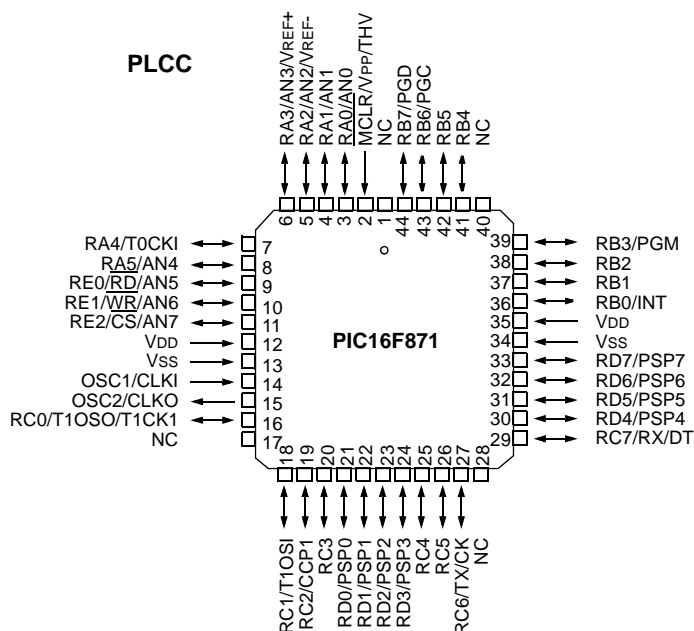 PLCC
RA3/AN3/VREF+
RA2/AN2/VREF-
RA1/AN1
RA0/AN0
MCLR/VPP/THV
NC
RB7/PGD
RB6/PGC
RB5
RB4
NC
6
5
4
3
2
1
44
43
42
41
40
RA4/T0CKI
RA5/AN4
RE0/RD/AN5
RE1/WR/AN6
RE2/CS/AN7
VDD
VSS
OSC1/CLKI
OSC2/CLKO
RC0/T1OSO/T1CK1
NC
7
8
9
10
11
12
13
14
15
16
17
PIC16F871
39
38
37
36
35
34
33
32
31
30
29
RB3/PGM
RB2
RB1
RB0/INT
VDD
VSS
RD7/PSP7
RD6/PSP6
RD5/PSP5
RD4/PSP4
RC7/RX/DT
18
19
20
21
22
23
24
25
26
27
28
RC1/T1OSI
RC2/CCP1
RC3
RD0/PSP0
RD1/PSP1
RD2/PSP2
RD3/PSP3
RC4
RC5
RC6/TX/CK
NC